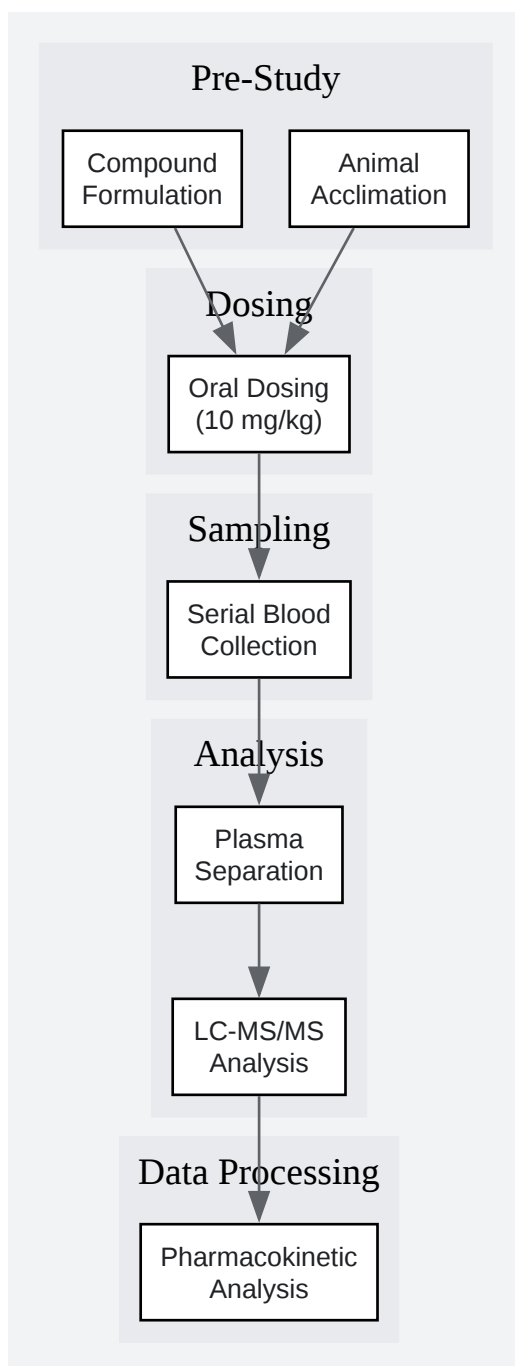 Pre-Study
Compound
Formulation
Animal
Acclimation
Dosing
Oral Dosing
(10 mg/kg)
Sampling
Serial Blood
Collection
Analysis
Plasma
Separation
LC-MS/MS
Analysis
Data Processing
Pharmacokinetic
Analysis